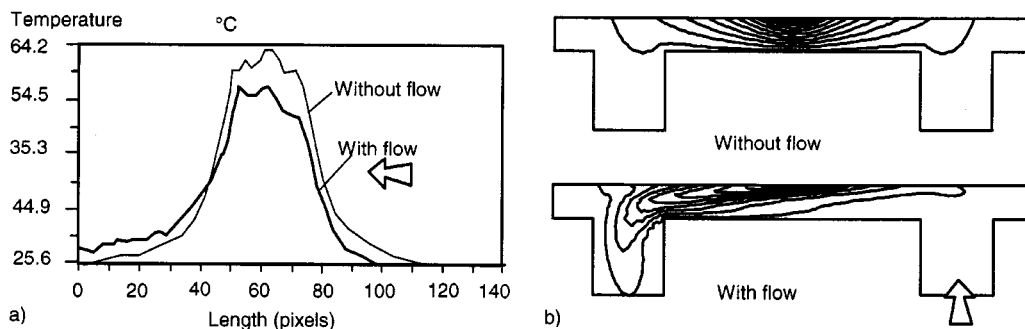 Temperature °C
64.2
54.5
35.3
44.9
25.6
Without flow
With flow
0 20 40 60 80 100 120 140
a) Length (pixels)
Without flow
With flow
b)